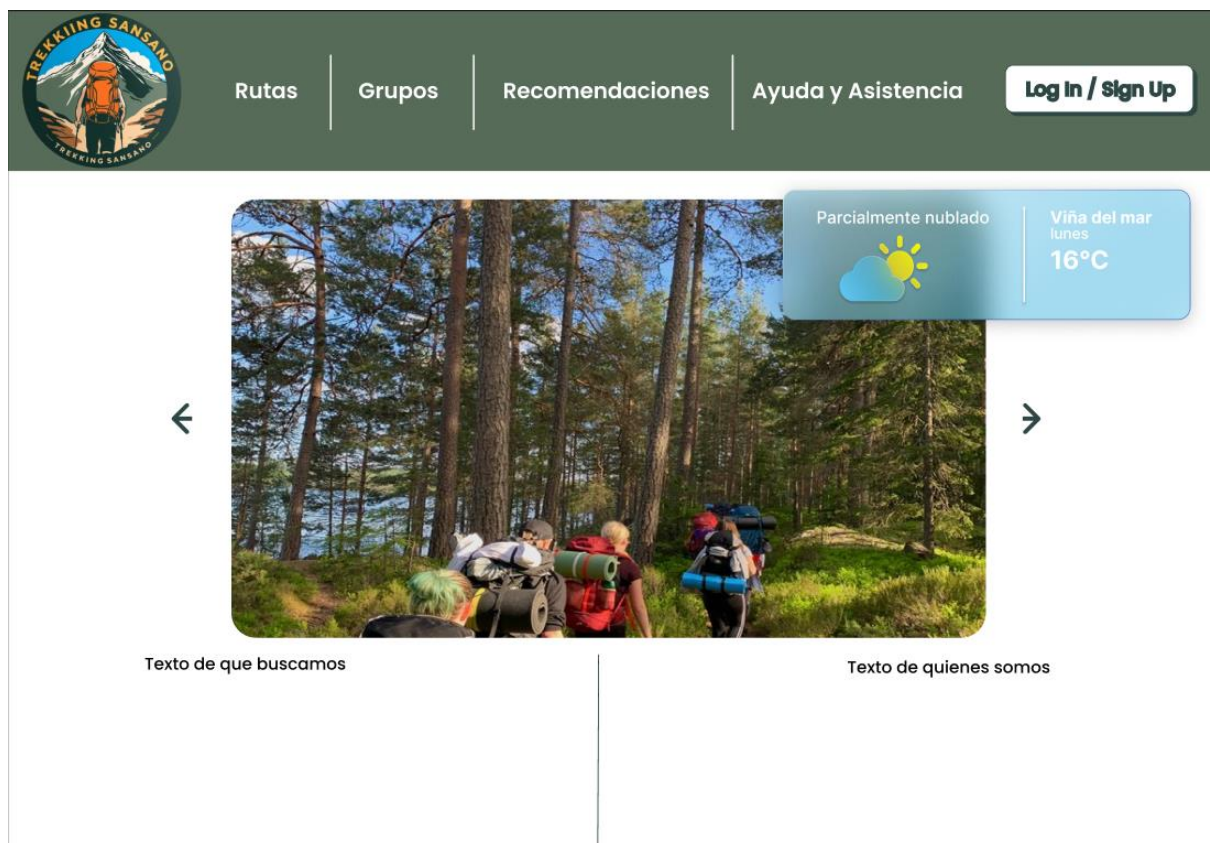 TREKKIING SANSANO
TREKKING SANSANO
Rutas
Grupos
Recomendaciones
Ayuda y Asistencia
Log In / Sign Up
Parcialmente nublado
Viña del mar
lunes
16°C
Texto de que buscamos
Texto de quienes somos